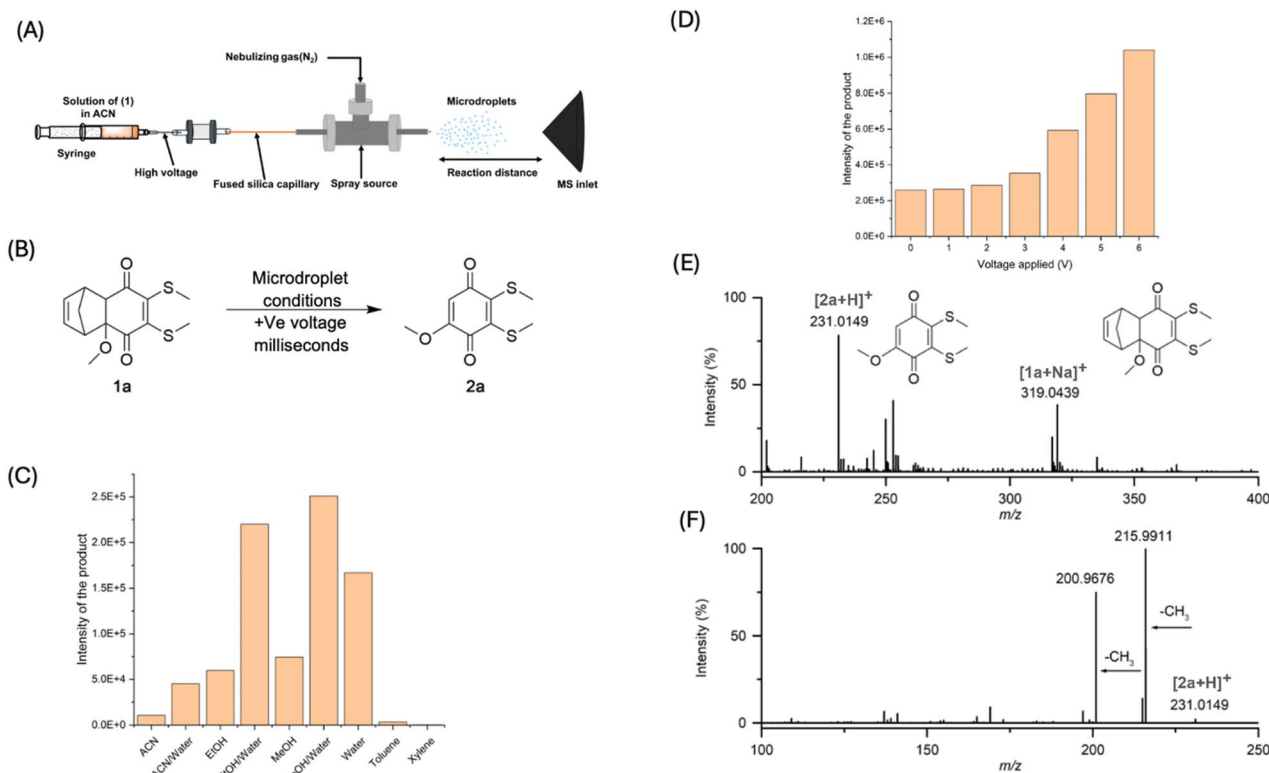 (A)
Nebulizing gas(N₂)
Solution of (1)
in ACN
Microdroplets
Syringe
High voltage
Fused silica capillary
Spray source
Reaction distance
MS inlet
(B)
O
S
S
O
O
1a
Microdroplet
conditions
+Ve voltage
milliseconds
O
S
S
O
O
2a
(C)
Intensity of the product
2.5E+5
2.0E+5
1.5E+5
1.0E+5
5.0E+4
0.0E+0
ACN
ACN/Water
EtOH
tOH/Water
MeOH
eOH/Water
Water
Toluene
Xylene
(D)
Intensity of the product
1.2E+6
1.0E+6
8.0E+5
6.0E+5
4.0E+5
2.0E+5
0.0E+0
0 1 2 3 4 5 6
Voltage applied (V)
(E)
Intensity (%)
100
50
0
[2a+H]⁺
231.0149
O
S
S
O
O
[1a+Na]⁺
319.0439
O
S
S
O
O
200 250 300 350 400
m/z
(F)
Intensity (%)
100
50
0
215.9911
200.9676
-CH₃
-CH₃
[2a+H]⁺
231.0149
100 150 200 250
m/z